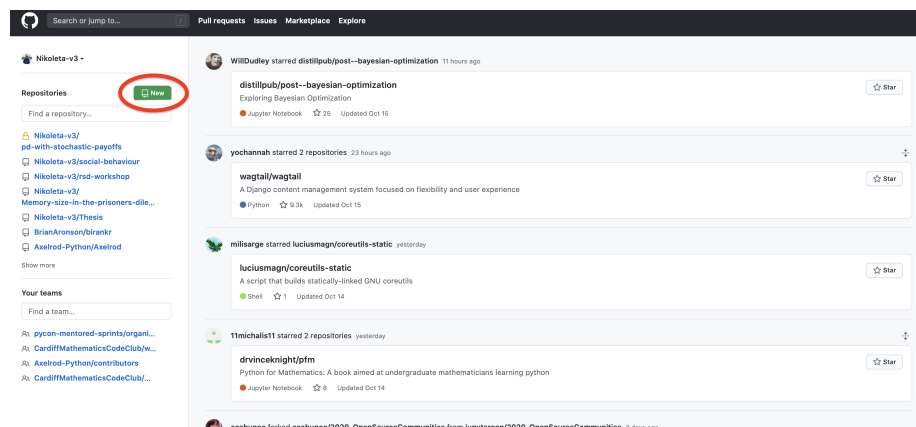 Search or jump to...
/
Pull requests Issues Marketplace Explore
Nikoleta-v3
Repositories
New
Find a repository...
Nikoleta-v3/
pd-with-stochastic-payoffs
Nikoleta-v3/social-behaviour
Nikoleta-v3/rsd-workshop
Nikoleta-v3/
Memory-size-in-the-prisoners-dile...
Nikoleta-v3/Thesis
BrianAronson/birankr
Axelrod-Python/Axelrod
Show more
Your teams
Find a team...
pycon-mentored-sprints/organi...
CardiffMathematicsCodeClub/w...
Axelrod-Python/contributors
CardiffMathematicsCodeClub/...
WillDudley starred distillpub/post--bayesian-optimization 11 hours ago
distillpub/post--bayesian-optimization
Star
Exploring Bayesian Optimization
Jupyter Notebook 25 Updated Oct 15
yochannah starred 2 repositories 23 hours ago
wagtail/wagtail
Star
A Django content management system focused on flexibility and user experience
Python 9.3k Updated Oct 15
milisarge starred luciusmagn/coreutils-static yesterday
luciusmagn/coreutils-static
Star
A script that builds statically-linked GNU coreutils
Shell 1 Updated Oct 14
11michalis11 starred 2 repositories yesterday
drvinceknight/pfm
Star
Python for Mathematics: A book aimed at undergraduate mathematicians learning python
Jupyter Notebook 8 Updated Oct 14